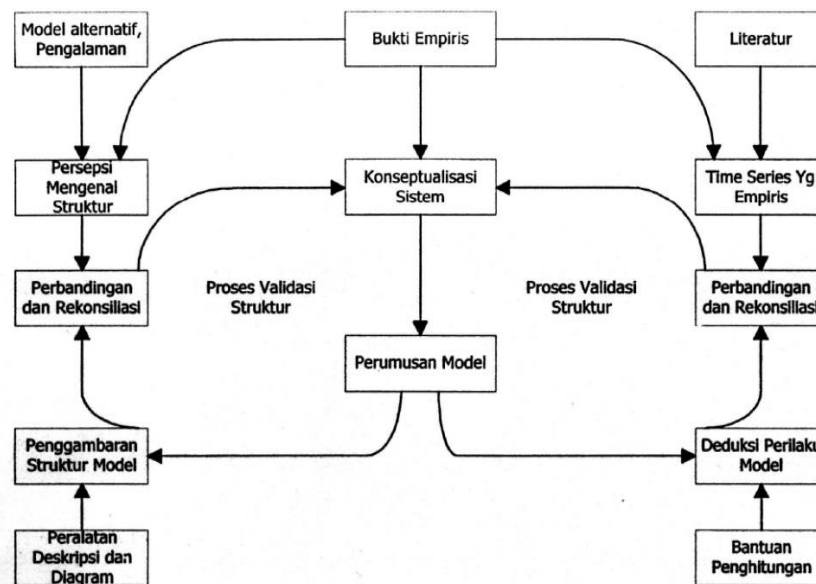 Model alternatif,
Pengalaman
Bukti Empiris
Literatur
Persepsi
Mengenai
Struktur
Konseptualisasi
Sistem
Time Series Yg
Empiris
Perbandingan
dan Rekonsiliasi
Proses Validasi
Struktur
Proses Validasi
Struktur
Perbandingan
dan Rekonsiliasi
Perumusan Model
Penggambaran
Struktur Model
Deduksi Perilaku
Model
Peralatan
Deskripsi dan
Diagram
Bantuan
Penghitungan